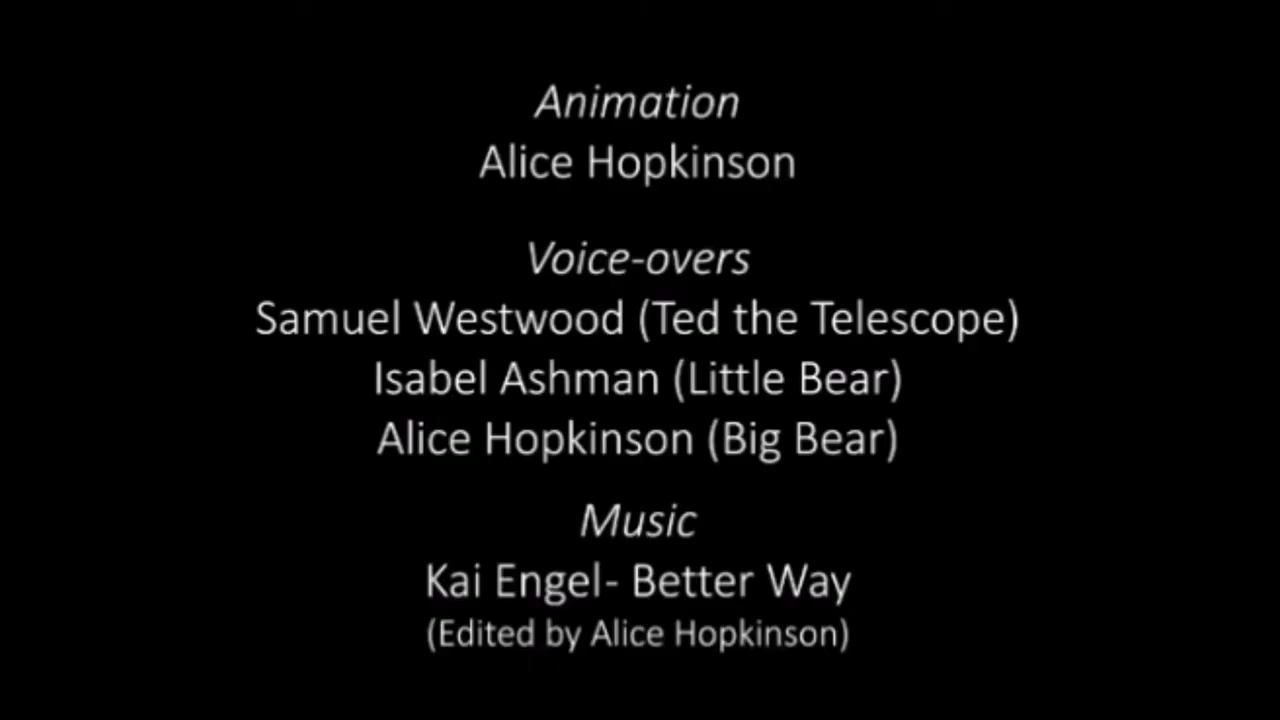 Animation
Alice Hopkinson
Voice-overs
Samuel Westwood (Ted the Telescope)
Isabel Ashman (Little Bear)
Alice Hopkinson (Big Bear)
Music
Kai Engel- Better Way
(Edited by Alice Hopkinson)